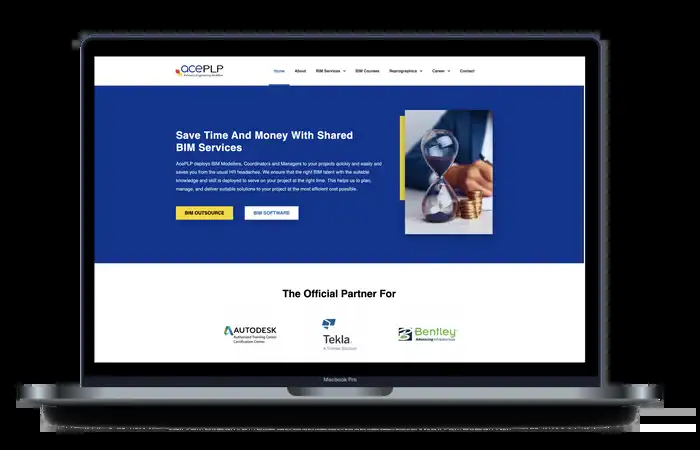 acePLP
Home About BIM Services BIM Courses Reprographics Career Contact
Save Time And Money With Shared
BIM Services
AcePLP deploys BIM Modellers, Coordinators and Managers to your projects quickly and easily and
saves you from the usual HR headaches. We ensure that the right BIM talent with the suitable
knowledge and skill is deployed to serve on your project at the right time. This helps us to plan,
manage, and deliver suitable solutions to your project at the most efficient cost possible.
BIM OUTSOURCE BIM SOFTWARE
The Official Partner For
AUTODESK
Authorized Training Center
Certification Center
Tekla
A Trimble Solution
Bentley
Advancing Infrastructure
Macbook Pro